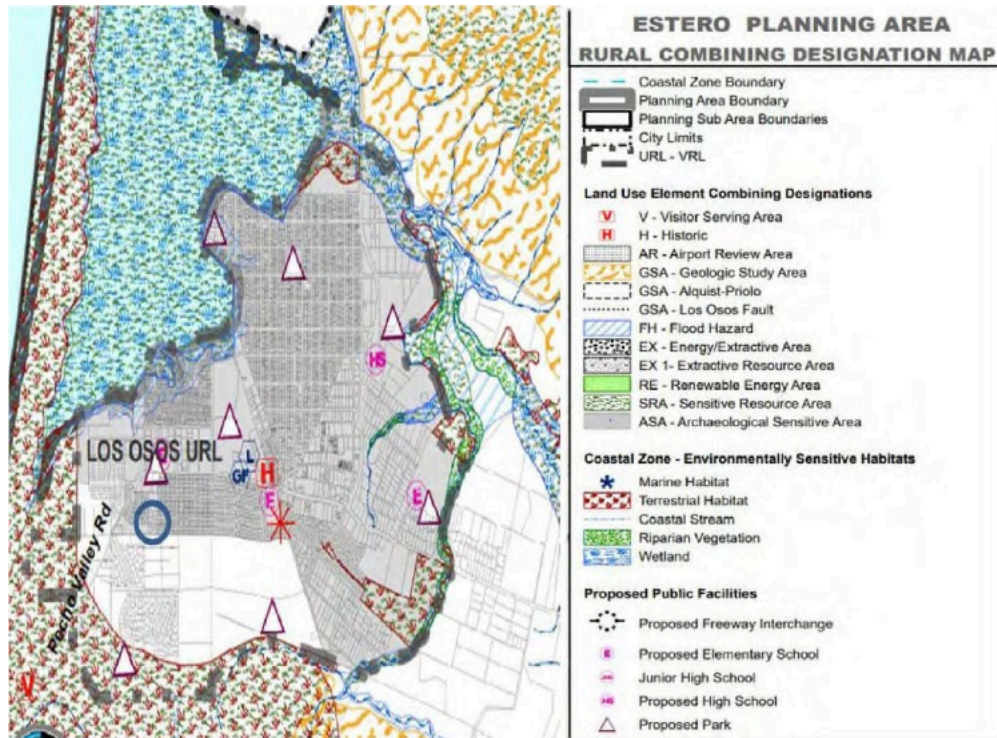 ESTERO PLANNING AREA
RURAL COMBINING DESIGNATION MAP
Coastal Zone Boundary
Planning Area Boundary
Planning Sub Area Boundaries
City Limits
URL - VRL
Land Use Element Combining Designations
V V - Visitor Serving Area
H H - Historic
AR - Airport Review Area
GSA - Geologic Study Area
GSA - Alquist-Priolo
GSA - Los Osos Fault
FH - Flood Hazard
EX - Energy/Extractive Area
EX 1- Extractive Resource Area
RE - Renewable Energy Area
SRA - Sensitive Resource Area
ASA - Archaeological Sensitive Area
Coastal Zone - Environmentally Sensitive Habitats
Marine Habitat
Terrestrial Habitat
Coastal Stream
Riparian Vegetation
Wetland
Proposed Public Facilities
Proposed Freeway Interchange
E Proposed Elementary School
Junior High School
HS Proposed High School
Proposed Park
HS
LOS OSOS URL
L
GF
H
E
E
Pecho Valley Rd
V